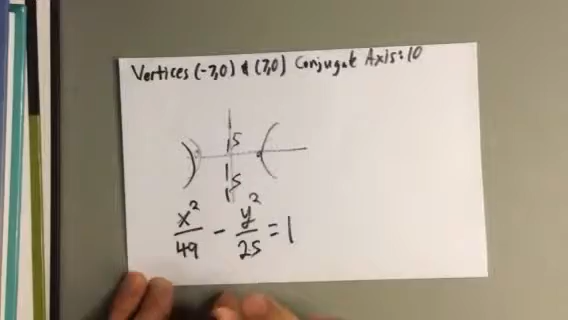 Vertices (-7,0) & (7,0) Conjugate Axis: 10
5
5
x²/49 - y²/25 = 1